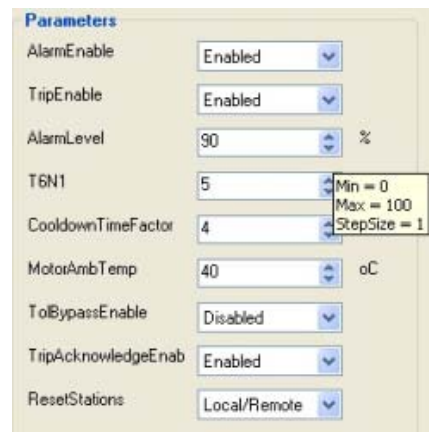 Parameters
AlarmEnable Enabled
TripEnable Enabled
AlarmLevel 90 %
T6N1 5
Min = 0
Max = 100
StepSize = 1
CooldownTimeFactor 4
MotorAmbTemp 40 oC
TolBypassEnable Disabled
TripAcknowledgeEnab Enabled
ResetStations Local/Remote